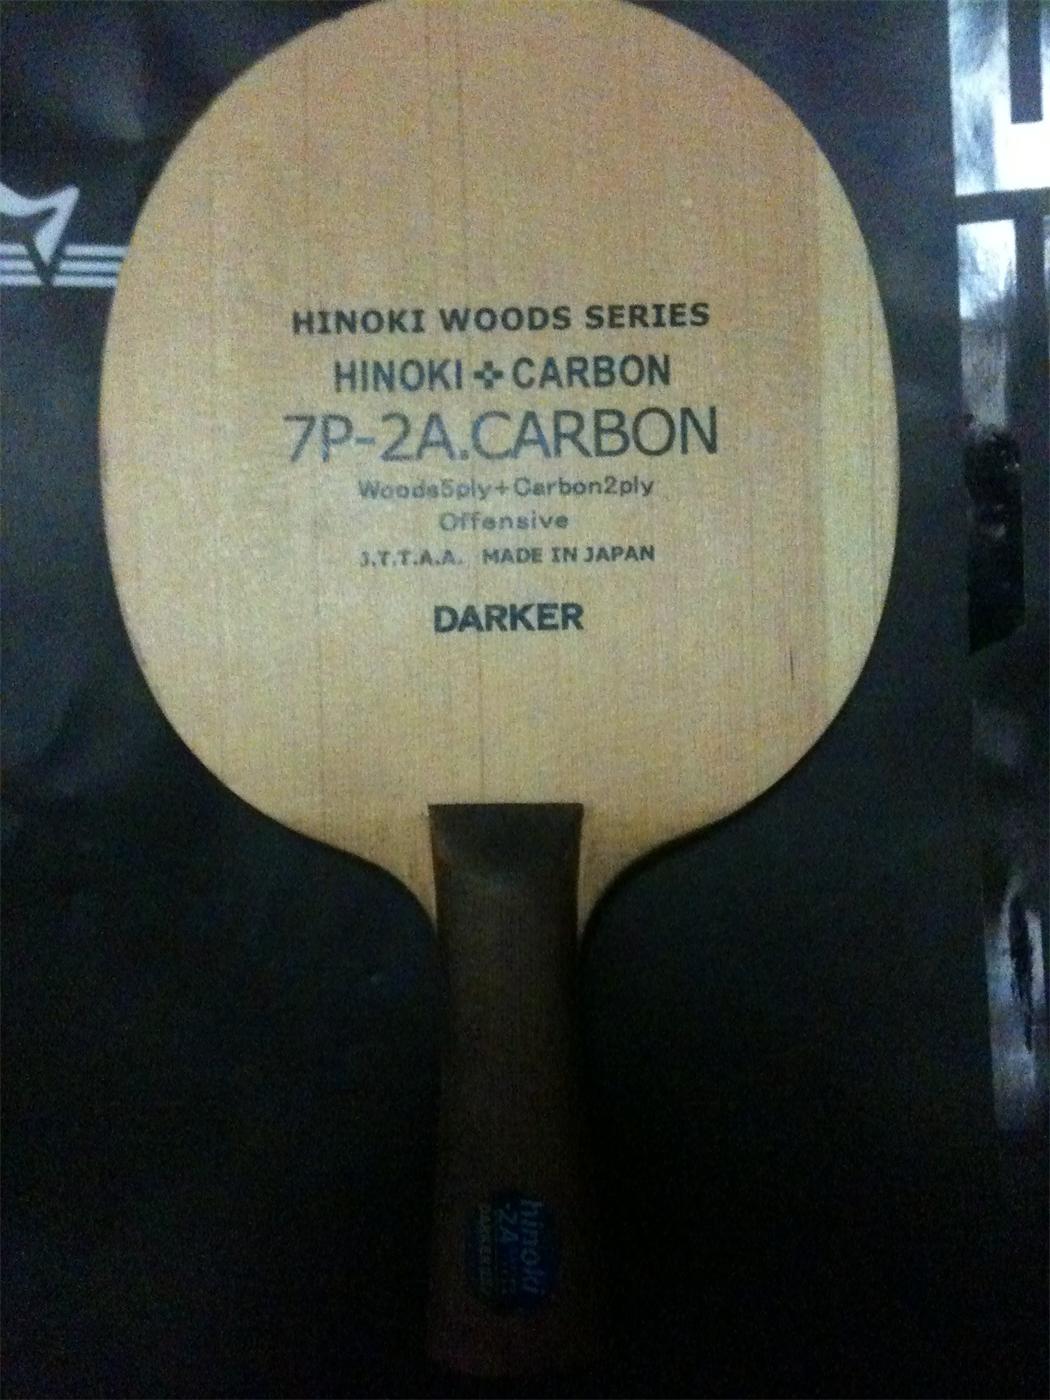 HINOKI WOODS SERIES
HINOKI✣CARBON
7P-2A.CARBON
Woods5ply+Carbon2ply
Offensive
J.T.T.A.A. MADE IN JAPAN
DARKER
hinoki
2A